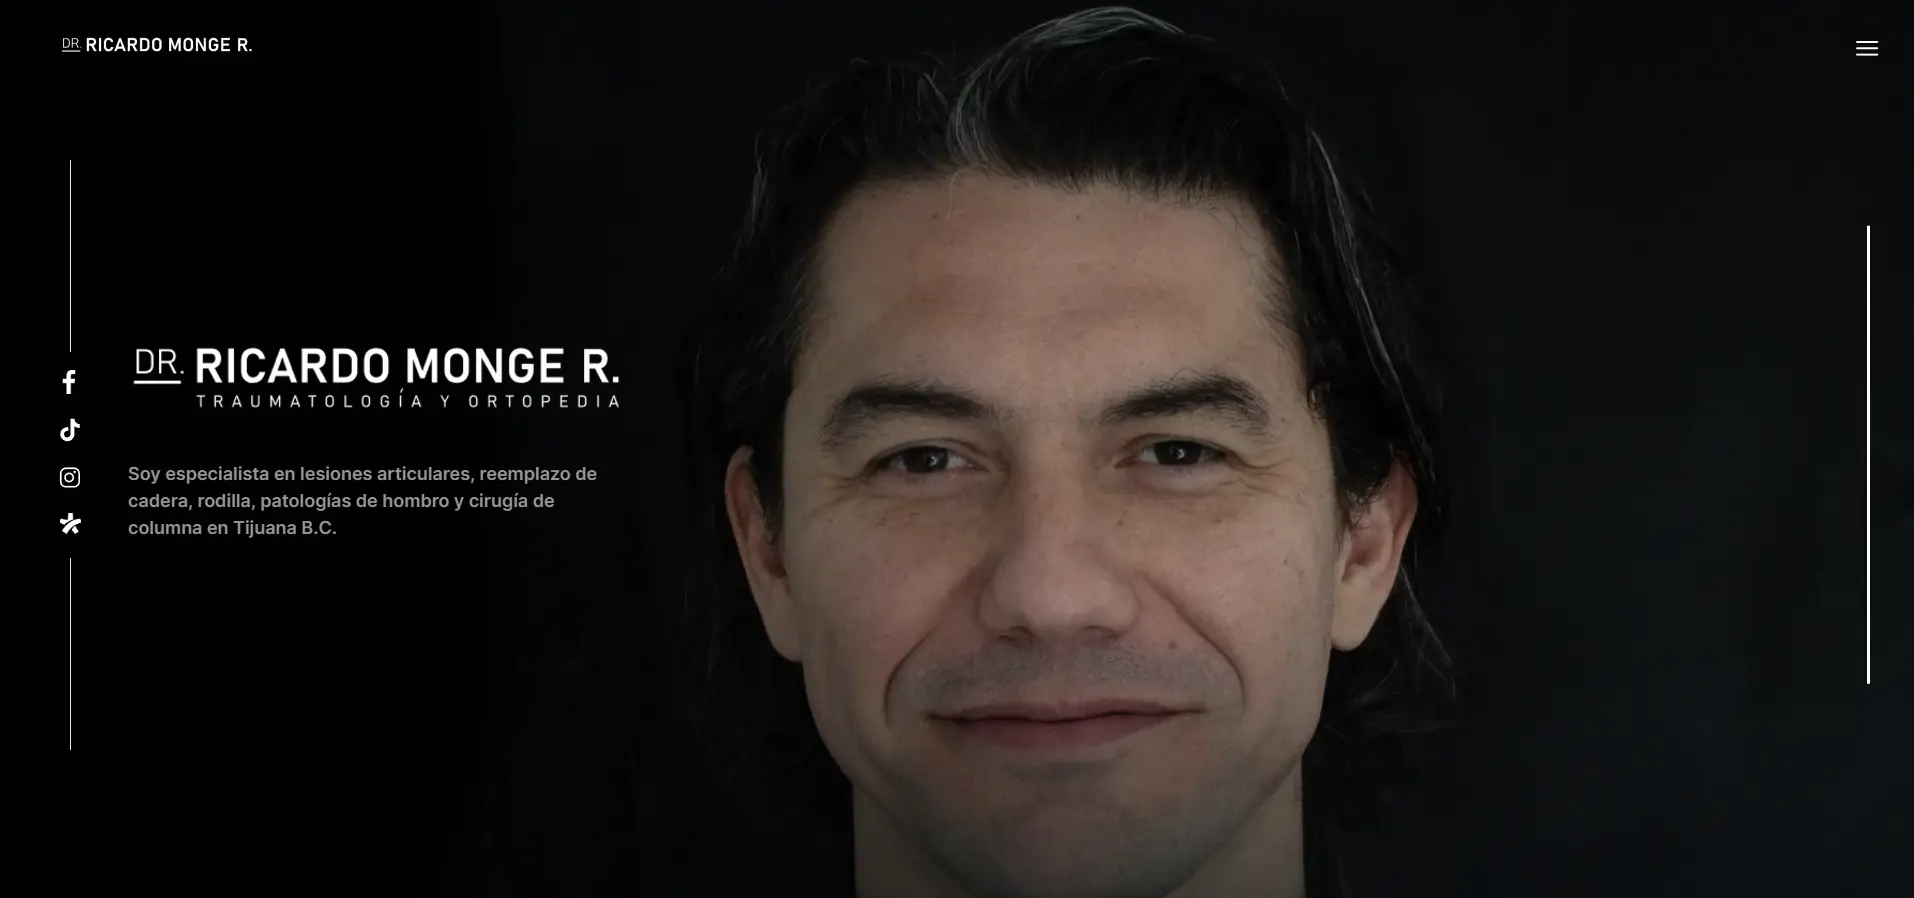 DR. RICARDO MONGE R.
DR. RICARDO MONGE R.
TRAUMATOLOGÍA Y ORTOPEDIA
Soy especialista en lesiones articulares, reemplazo de
cadera, rodilla, patologías de hombro y cirugía de
columna en Tijuana B.C.